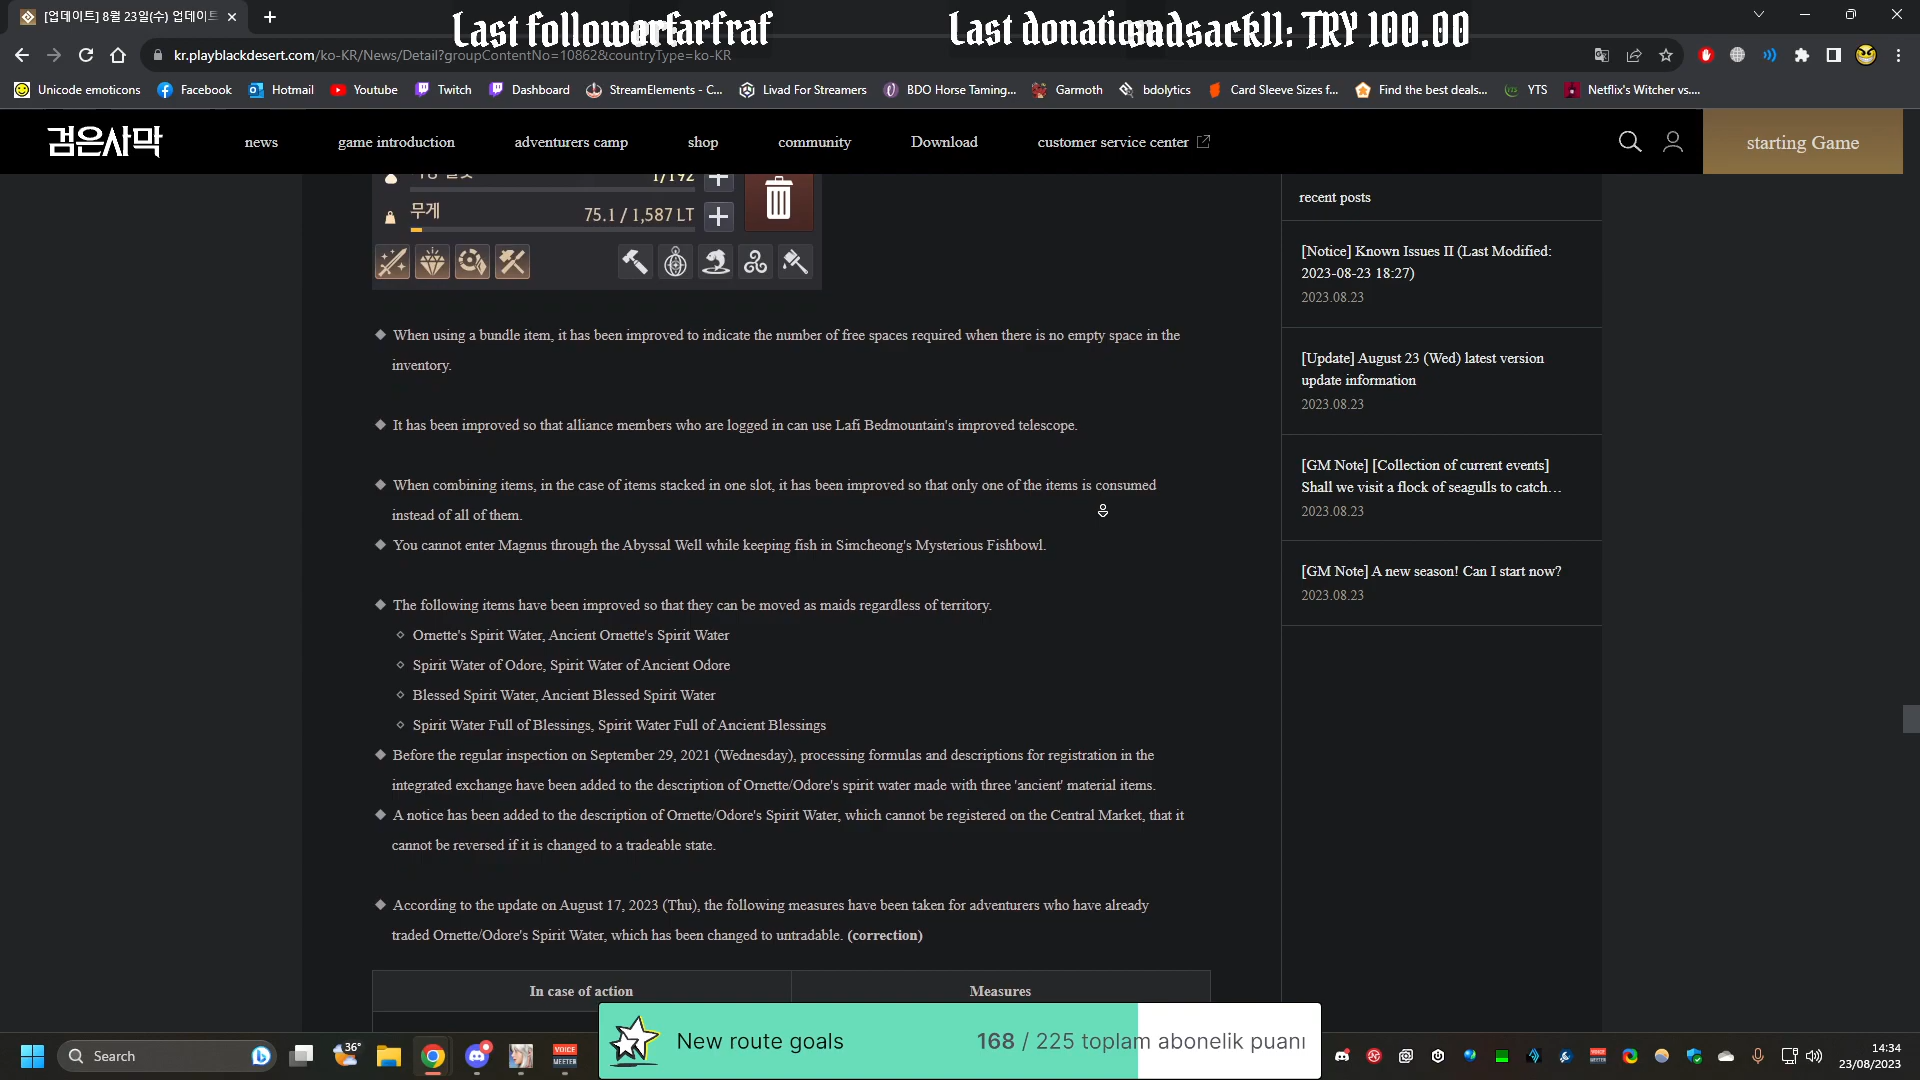 [업데이트] 8월 23일(수) 업데이트
Last follower
Last donation
sadsackll: TRY 100.00
kr.playblackdesert.com/ko-KR/News/Detail?groupContentNo=10862&countryType=ko-KR
Unicode emoticons
Facebook
Hotmail
Youtube
Twitch
Dashboard
StreamElements - C...
Livad For Streamers
BDO Horse Taming...
Garmoth
bdolytics
Card Sleeve Sizes f...
Find the best deals...
YTS
Netflix's Witcher vs....
검은사막
news
game introduction
adventurers camp
shop
community
Download
customer service center
starting Game
1/192
무게
75.1 / 1,587 LT
When using a bundle item, it has been improved to indicate the number of free spaces required when there is no empty space in the
inventory.
It has been improved so that alliance members who are logged in can use Lafi Bedmountain's improved telescope.
When combining items, in the case of items stacked in one slot, it has been improved so that only one of the items is consumed
instead of all of them.
You cannot enter Magnus through the Abyssal Well while keeping fish in Simcheong's Mysterious Fishbowl.
The following items have been improved so that they can be moved as maids regardless of territory.
Ornette's Spirit Water, Ancient Ornette's Spirit Water
Spirit Water of Odore, Spirit Water of Ancient Odore
Blessed Spirit Water, Ancient Blessed Spirit Water
Spirit Water Full of Blessings, Spirit Water Full of Ancient Blessings
Before the regular inspection on September 29, 2021 (Wednesday), processing formulas and descriptions for registration in the
integrated exchange have been added to the description of Ornette/Odore's spirit water made with three 'ancient' material items.
A notice has been added to the description of Ornette/Odore's Spirit Water, which cannot be registered on the Central Market, that it
cannot be reversed if it is changed to a tradeable state.
According to the update on August 17, 2023 (Thu), the following measures have been taken for adventurers who have already
traded Ornette/Odore's Spirit Water, which has been changed to untradable. (correction)
In case of action
Measures
recent posts
[Notice] Known Issues II (Last Modified:
2023-08-23 18:27)
2023.08.23
[Update] August 23 (Wed) latest version
update information
2023.08.23
[GM Note] [Collection of current events]
Shall we visit a flock of seagulls to catch…
2023.08.23
[GM Note] A new season! Can I start now?
2023.08.23
New route goals
168 / 225 toplam abonelik puanı
Search
36°
VOICE
MEETER
14:34
23/08/2023